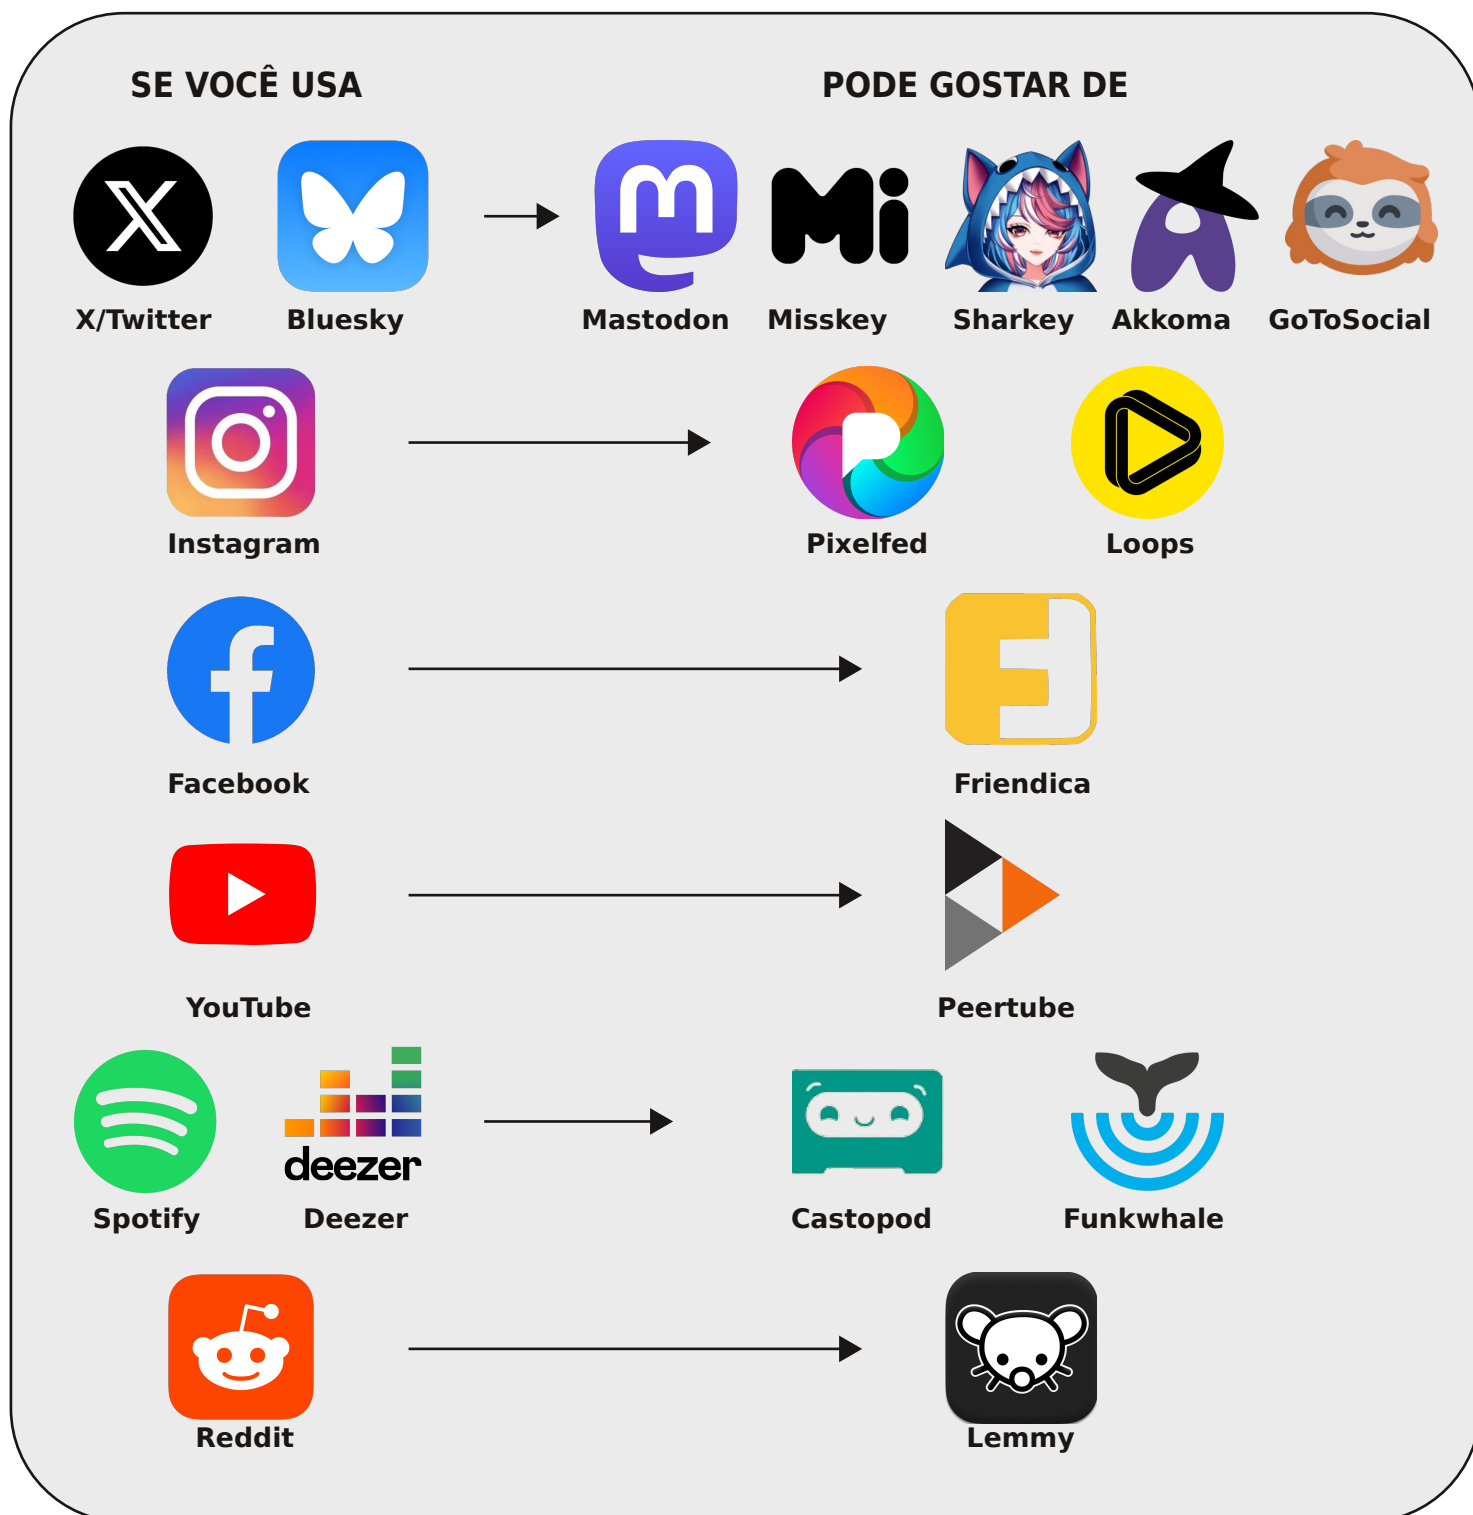 SE VOCÊ USA
PODE GOSTAR DE
X/Twitter
Bluesky
Mastodon
Misskey
Sharkey
Akkoma
GoToSocial
Instagram
Pixelfed
Loops
Facebook
Friendica
YouTube
Peertube
deezer
Spotify
Deezer
Castopod
Funkwhale
Reddit
Lemmy